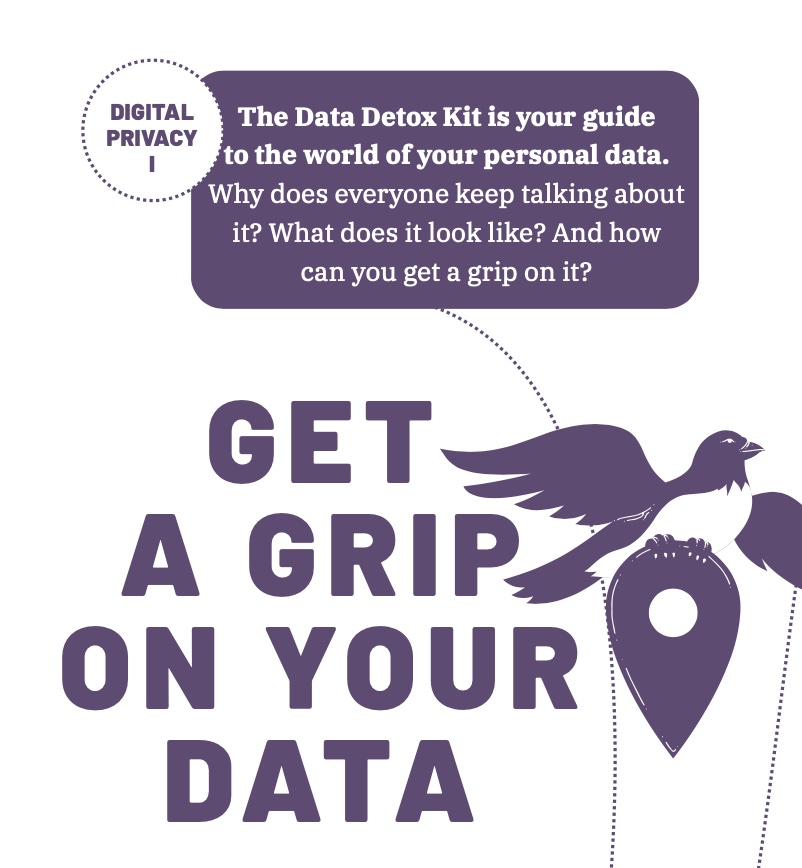 DIGITAL
PRIVACY
I
The Data Detox Kit is your guide
to the world of your personal data.
Why does everyone keep talking about
it? What does it look like? And how
can you get a grip on it?
GET
A GRIP
ON YOUR
DATA